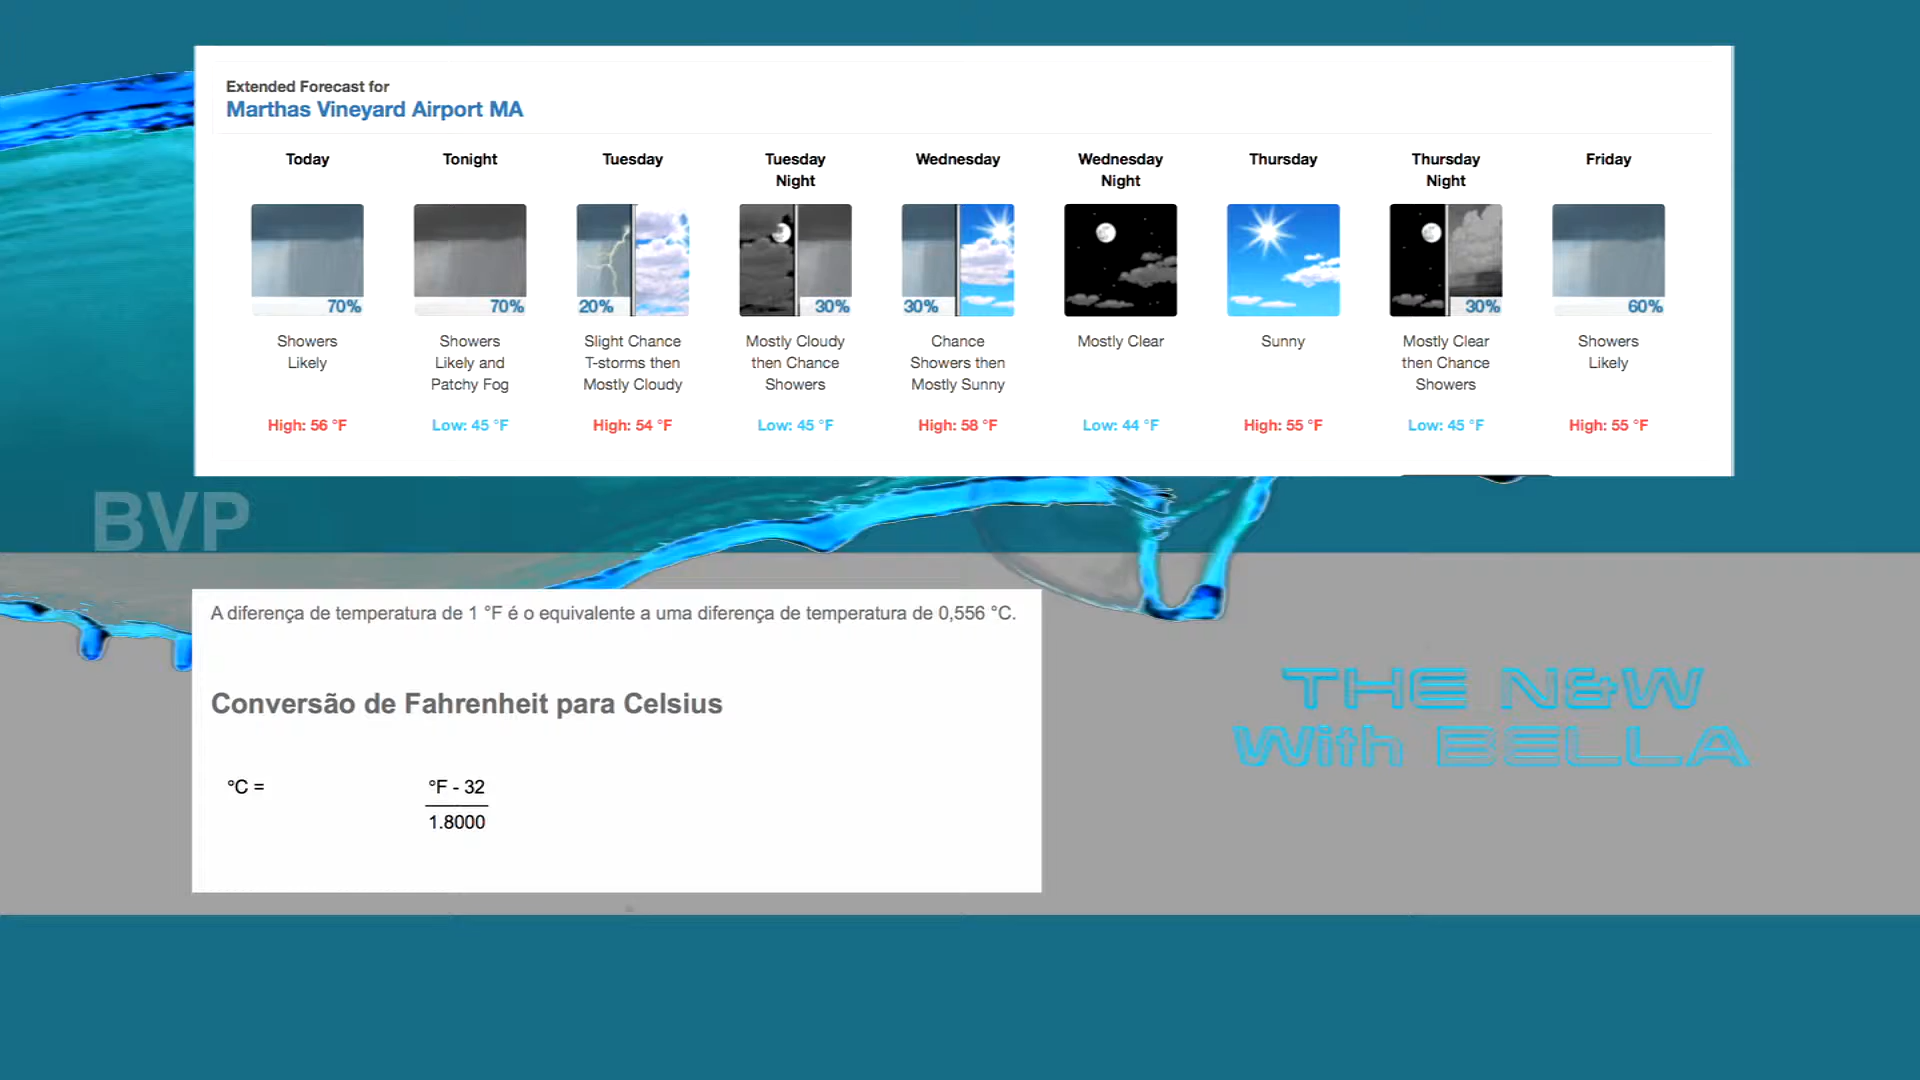 Extended Forecast for
Marthas Vineyard Airport MA
Today
Tonight
Tuesday
Tuesday
Night
Wednesday
Wednesday
Night
Thursday
Thursday
Night
Friday
70%
70%
20%
30%
30%
30%
60%
Showers
Likely
Showers
Likely and
Patchy Fog
Slight Chance
T-storms then
Mostly Cloudy
Mostly Cloudy
then Chance
Showers
Chance
Showers then
Mostly Sunny
Mostly Clear
Sunny
Mostly Clear
then Chance
Showers
Showers
Likely
High: 56 °F
Low: 45 °F
High: 54 °F
Low: 45 °F
High: 58 °F
Low: 44 °F
High: 55 °F
Low: 45 °F
High: 55 °F
BVP
A diferença de temperatura de 1 °F é o equivalente a uma diferença de temperatura de 0,556 °C.
Conversão de Fahrenheit para Celsius
°C =
°F - 32
1.8000
THE N&W
With BELLA